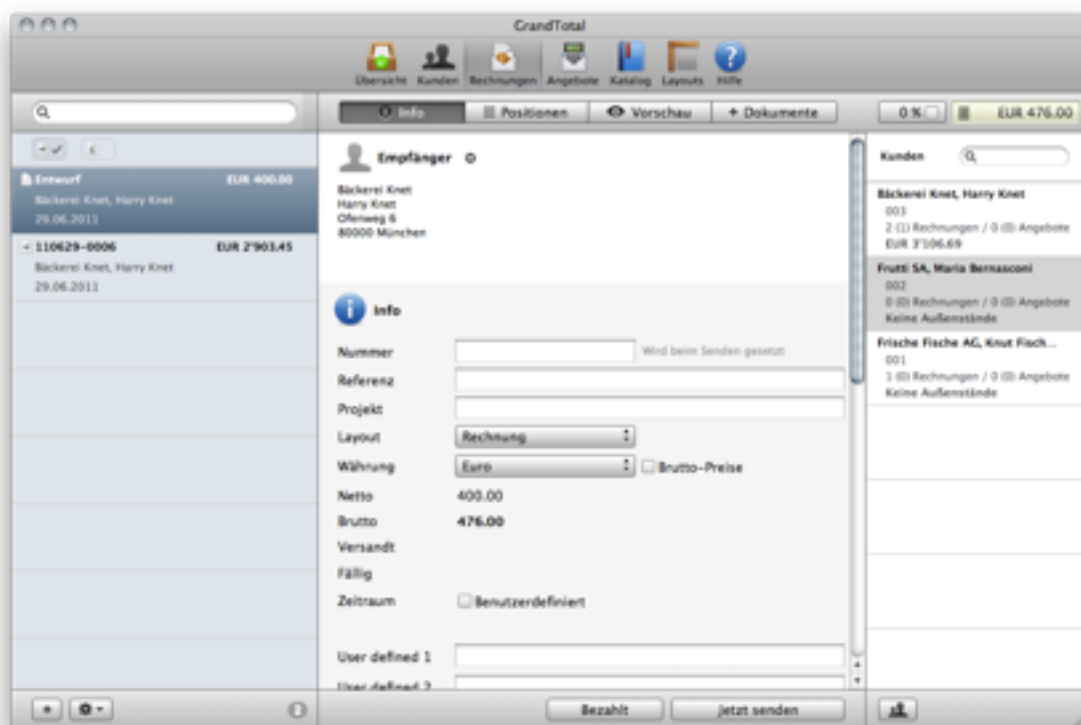 GrandTotal
Übersicht Kunden Rechnungen Angebote Katalog Layouts Hilfe
Info Positionen Vorschau + Dokumente 0 % EUR 476.00
Entwurf EUR 400.00
Bäckerei Knet, Harry Knet
29.06.2011
110629-0006 EUR 2'903.45
Bäckerei Knet, Harry Knet
29.06.2011
Empfänger
Bäckerei Knet
Harry Knet
Ofenweg 6
80000 München
Info
Nummer Wird beim Senden gesetzt
Referenz
Projekt
Layout Rechnung
Währung Euro Brutto-Preise
Netto 400.00
Brutto 476.00
Versandt
Fällig
Zeitraum Benutzerdefiniert
User defined 1
User defined 2
Bezahlt Jetzt senden
Kunden
Bäckerei Knet, Harry Knet
003
2 (1) Rechnungen / 0 (0) Angebote
EUR 3'106.69
Frutti SA, Maria Bernasconi
002
0 (0) Rechnungen / 0 (0) Angebote
Keine Außenstände
Frische Fische AG, Knut Fisch...
001
1 (0) Rechnungen / 0 (0) Angebote
Keine Außenstände